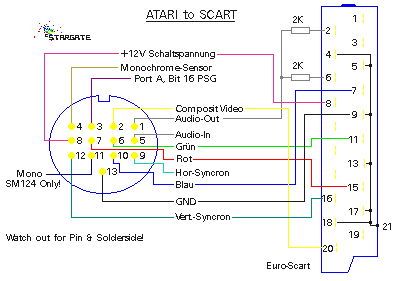 ATARI to SCART
STARGATE
2K
+12V Schaltspannung
Monochrome-Sensor
2K
Port A, Bit 16 PSG
Composit Video
Audio-Out
Audio-In
Grün
Rot
Hor-Syncron
Blau
Mono
SM124 Only!
GND
Vert-Syncron
Watch out for Pin & Solderside!
Euro-Scart
4 3 2 1
8 7 6 5
12 11 10 9
13
1
2
3
4
5
6
7
8
9
10
11
12
13
15
16
17
18
19
20
21